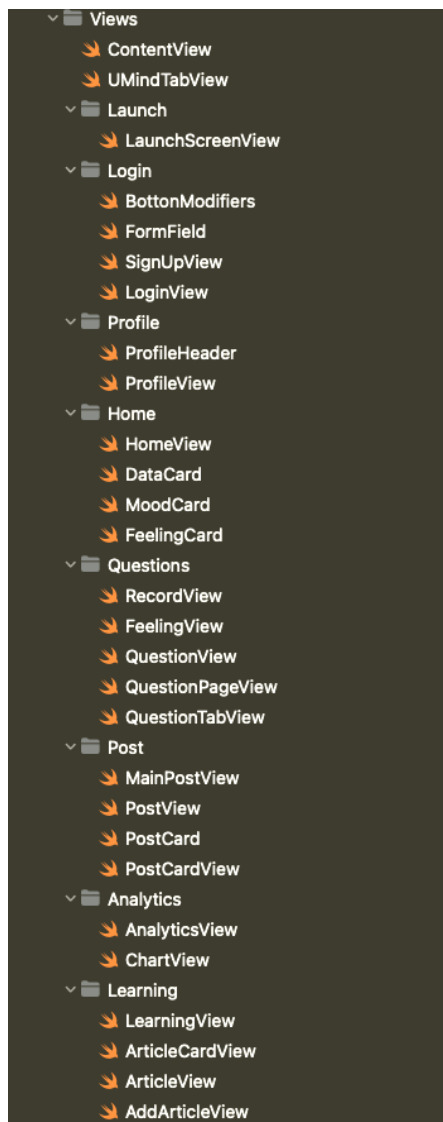 Views
ContentView
UMindTabView
Launch
LaunchScreenView
Login
BottonModifiers
FormField
SignUpView
LoginView
Profile
ProfileHeader
ProfileView
Home
HomeView
DataCard
MoodCard
FeelingCard
Questions
RecordView
FeelingView
QuestionView
QuestionPageView
QuestionTabView
Post
MainPostView
PostView
PostCard
PostCardView
Analytics
AnalyticsView
ChartView
Learning
LearningView
ArticleCardView
ArticleView
AddArticleView